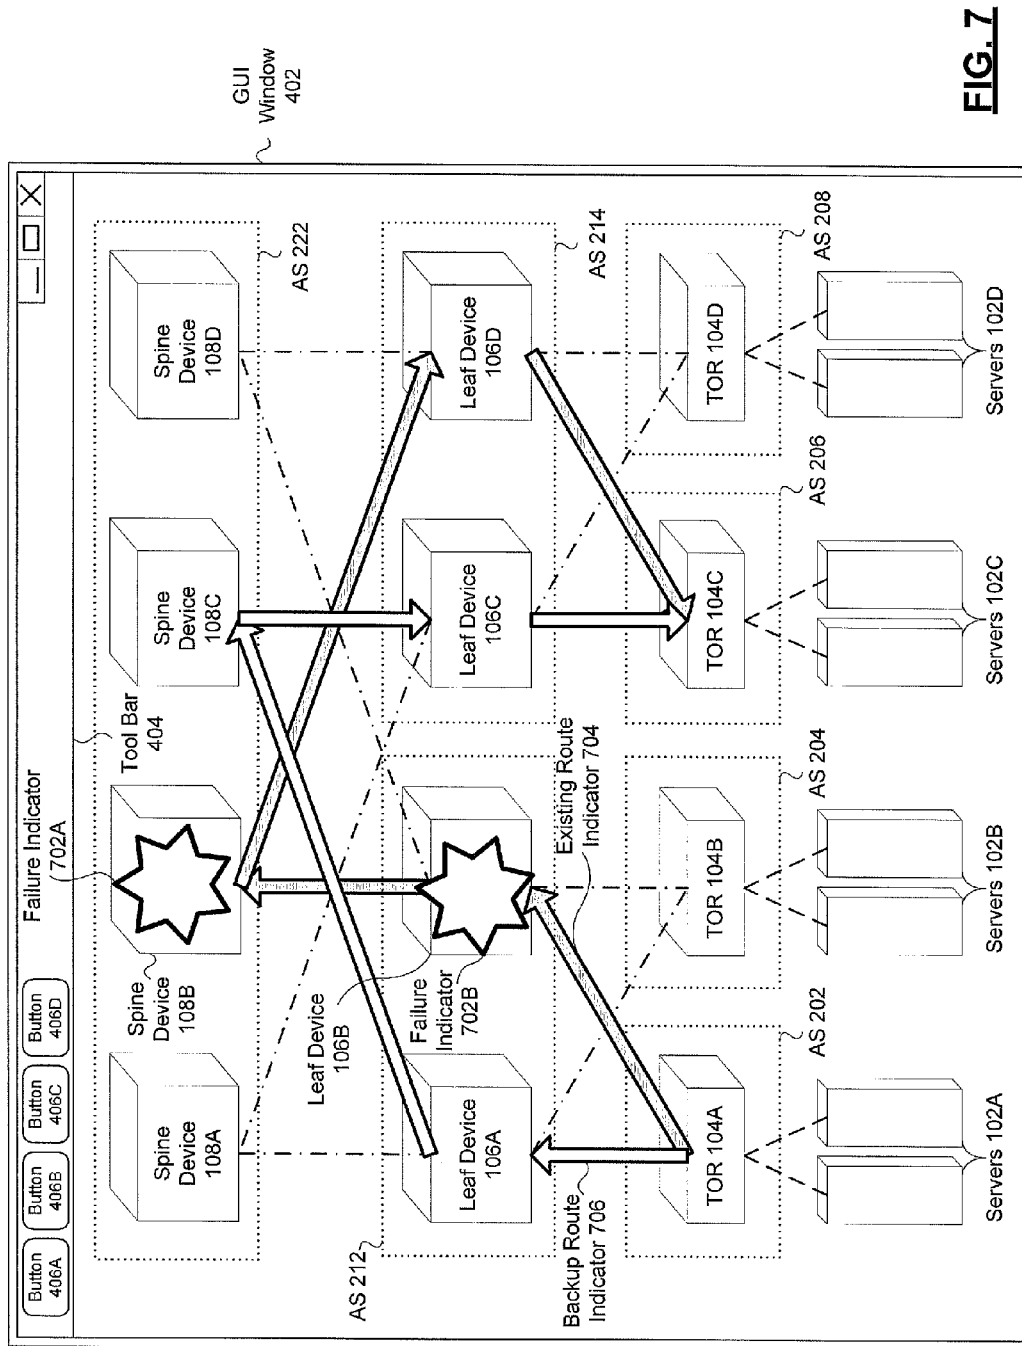 Button
406A
Button
406B
Button
406C
Button
406D
Failure Indicator
702A
Tool Bar
404
GUI
Window
402
Spine
Device
108A
Spine
Device
108B
Spine
Device
108C
Spine
Device
108D
AS 222
Leaf Device
106B
Failure
Indicator
702B
AS 212
Leaf Device
106A
Leaf Device
106C
Leaf Device
106D
AS 214
Backup Route
Indicator 706
Existing Route
Indicator 704
TOR 104A
AS 202
TOR 104B
AS 204
TOR 104C
AS 206
TOR 104D
AS 208
Servers 102A
Servers 102B
Servers 102C
Servers 102D
FIG. 7